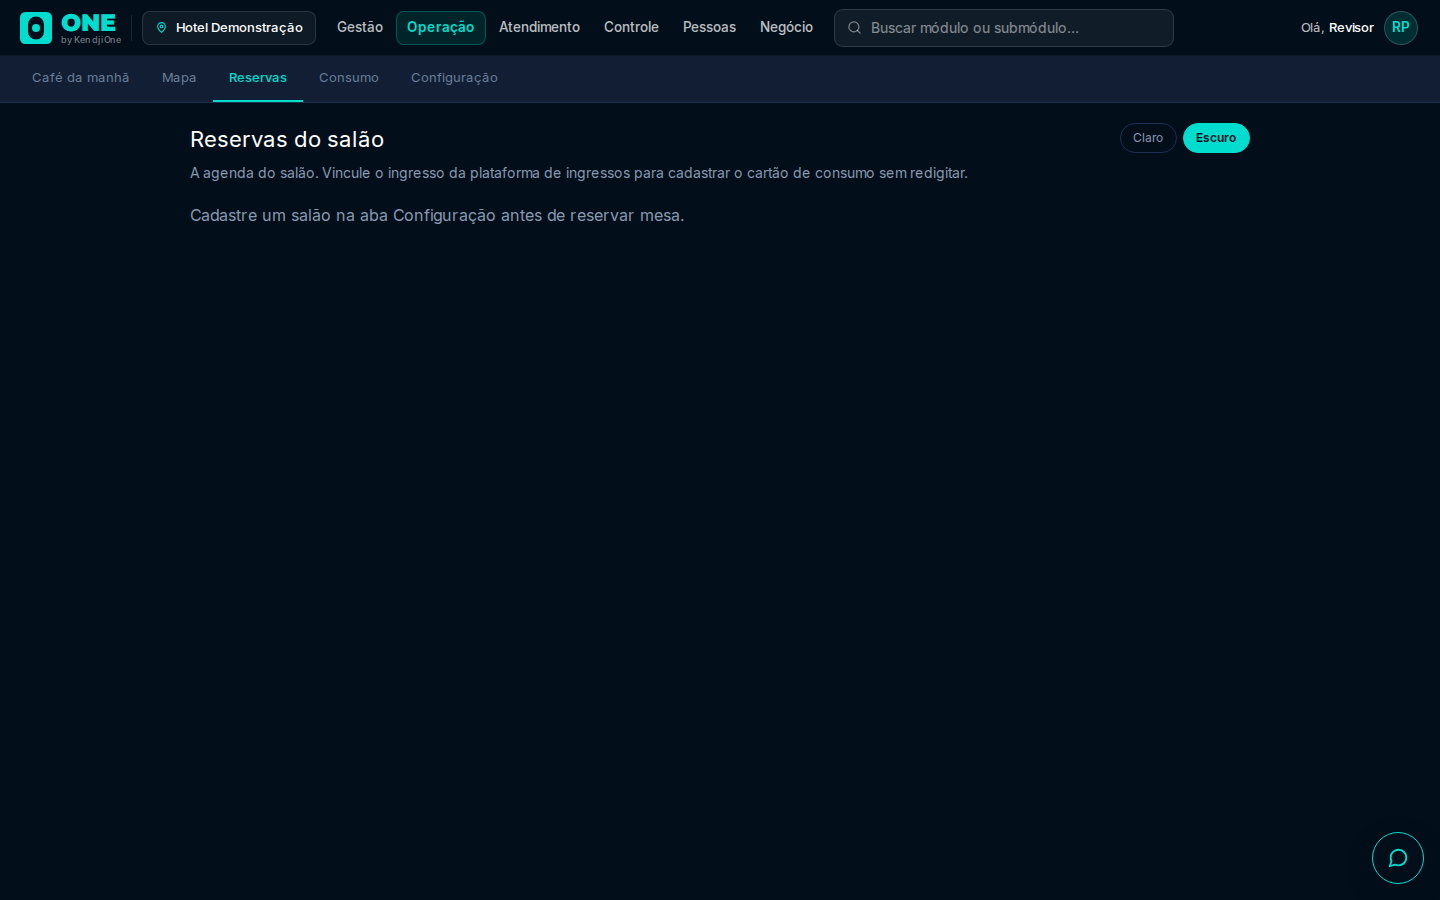 ONE
by KendjiOne
Hotel Demonstração
Gestão
Operação
Atendimento
Controle
Pessoas
Negócio
Buscar módulo ou submódulo...
Olá, Revisor
RP
Café da manhã
Mapa
Reservas
Consumo
Configuração
Reservas do salão
Claro
Escuro
A agenda do salão. Vincule o ingresso da plataforma de ingressos para cadastrar o cartão de consumo sem redigitar.
Cadastre um salão na aba Configuração antes de reservar mesa.